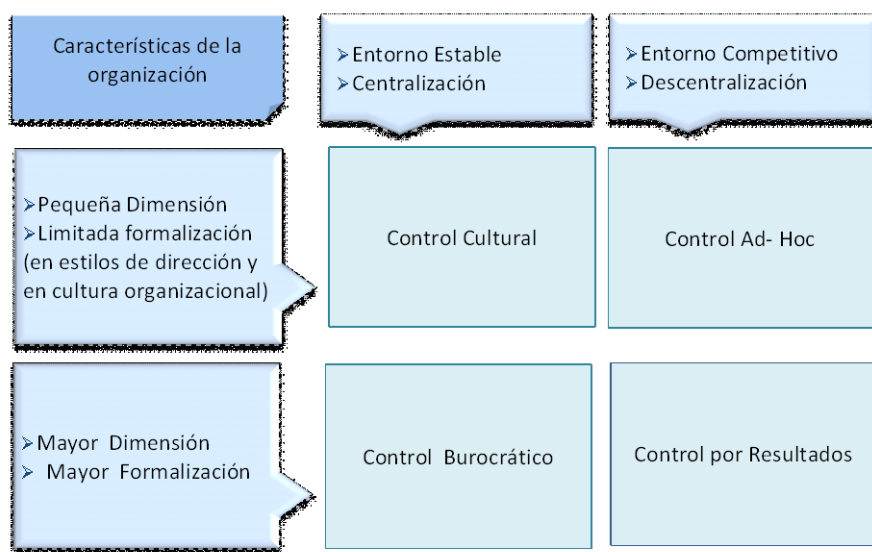 Características de la
organización
➢Entorno Estable
➢Centralización
➢Entorno Competitivo
➢Descentralización
➢Pequeña Dimensión
➢Limitada formalización
(en estilos de dirección y
en cultura organizacional)
Control Cultural
Control Ad- Hoc
➢Mayor Dimensión
➢ Mayor Formalización
Control Burocrático
Control por Resultados